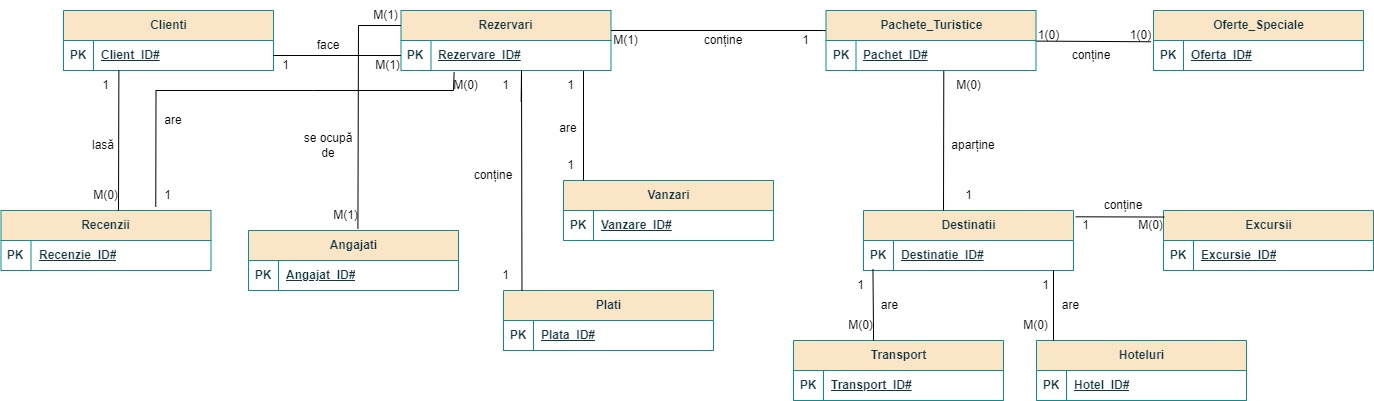 Clienti
PK Client_ID#
face
1
M(1)
M(1)
Rezervari
PK Rezervare_ID#
M(1)
conține
1
Pachete_Turistice
PK Pachet_ID#
1(0)
conține
1(0)
Oferte_Speciale
PK Oferta_ID#
1
lasă
M(0)
are
1
M(0)
se ocupă
de
M(1)
1
conține
1
1
are
1
M(0)
aparține
1
Recenzii
PK Recenzie_ID#
Angajati
PK Angajat_ID#
Vanzari
PK Vanzare_ID#
Plati
PK Plata_ID#
Destinatii
PK Destinatie_ID#
conține
1
M(0)
Excursii
PK Excursie_ID#
1
are
M(0)
1
are
M(0)
Transport
PK Transport_ID#
Hoteluri
PK Hotel_ID#